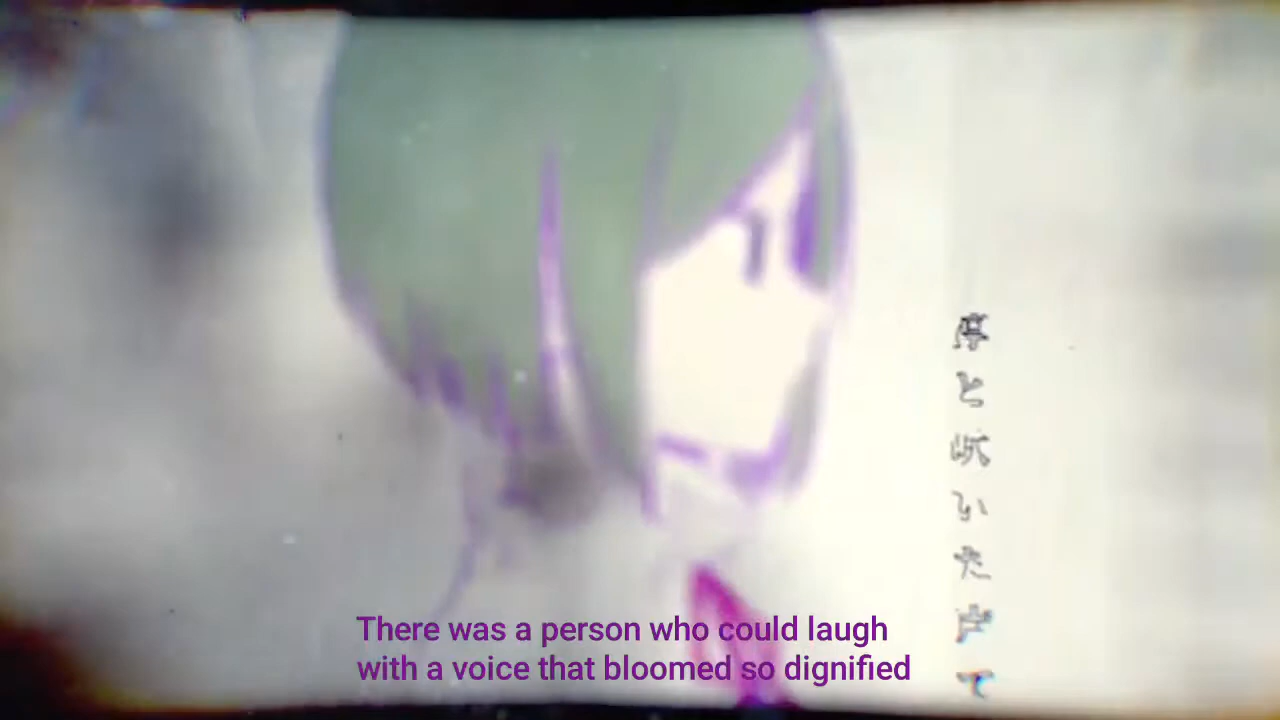 凛と咲いた声で
There was a person who could laugh
with a voice that bloomed so dignified